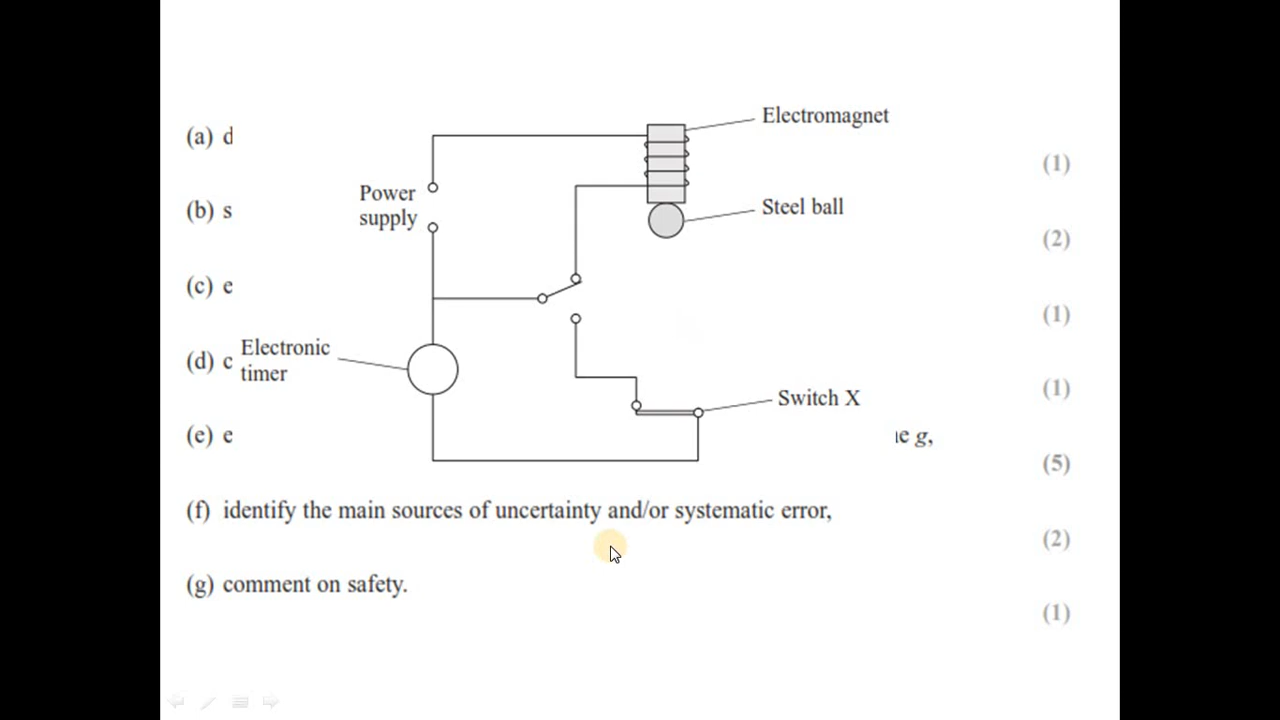 Electromagnet
(a) d
(1)
Power
supply
(b) s
Steel ball
(2)
(c) e
(1)
Electronic
timer
(d) c
(1)
Switch X
(e) e
e g,
(5)
(f) identify the main sources of uncertainty and/or systematic error,
(2)
(g) comment on safety.
(1)